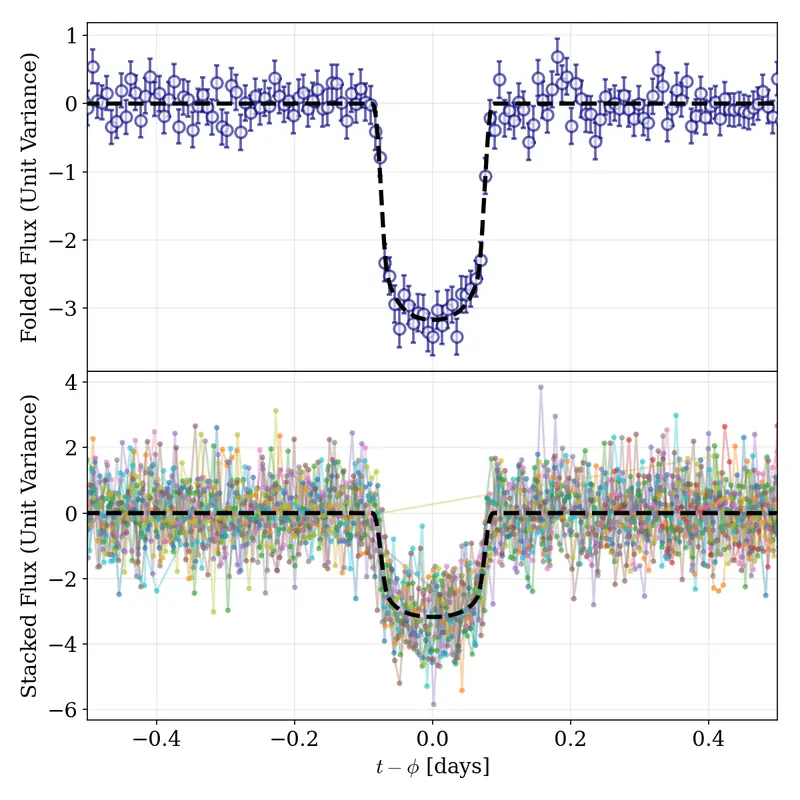 Folded Flux (Unit Variance)
1
0
−1
−2
−3
Stacked Flux (Unit Variance)
4
2
0
−2
−4
−6
−0.4 −0.2 0.0 0.2 0.4
t − ϕ [days]